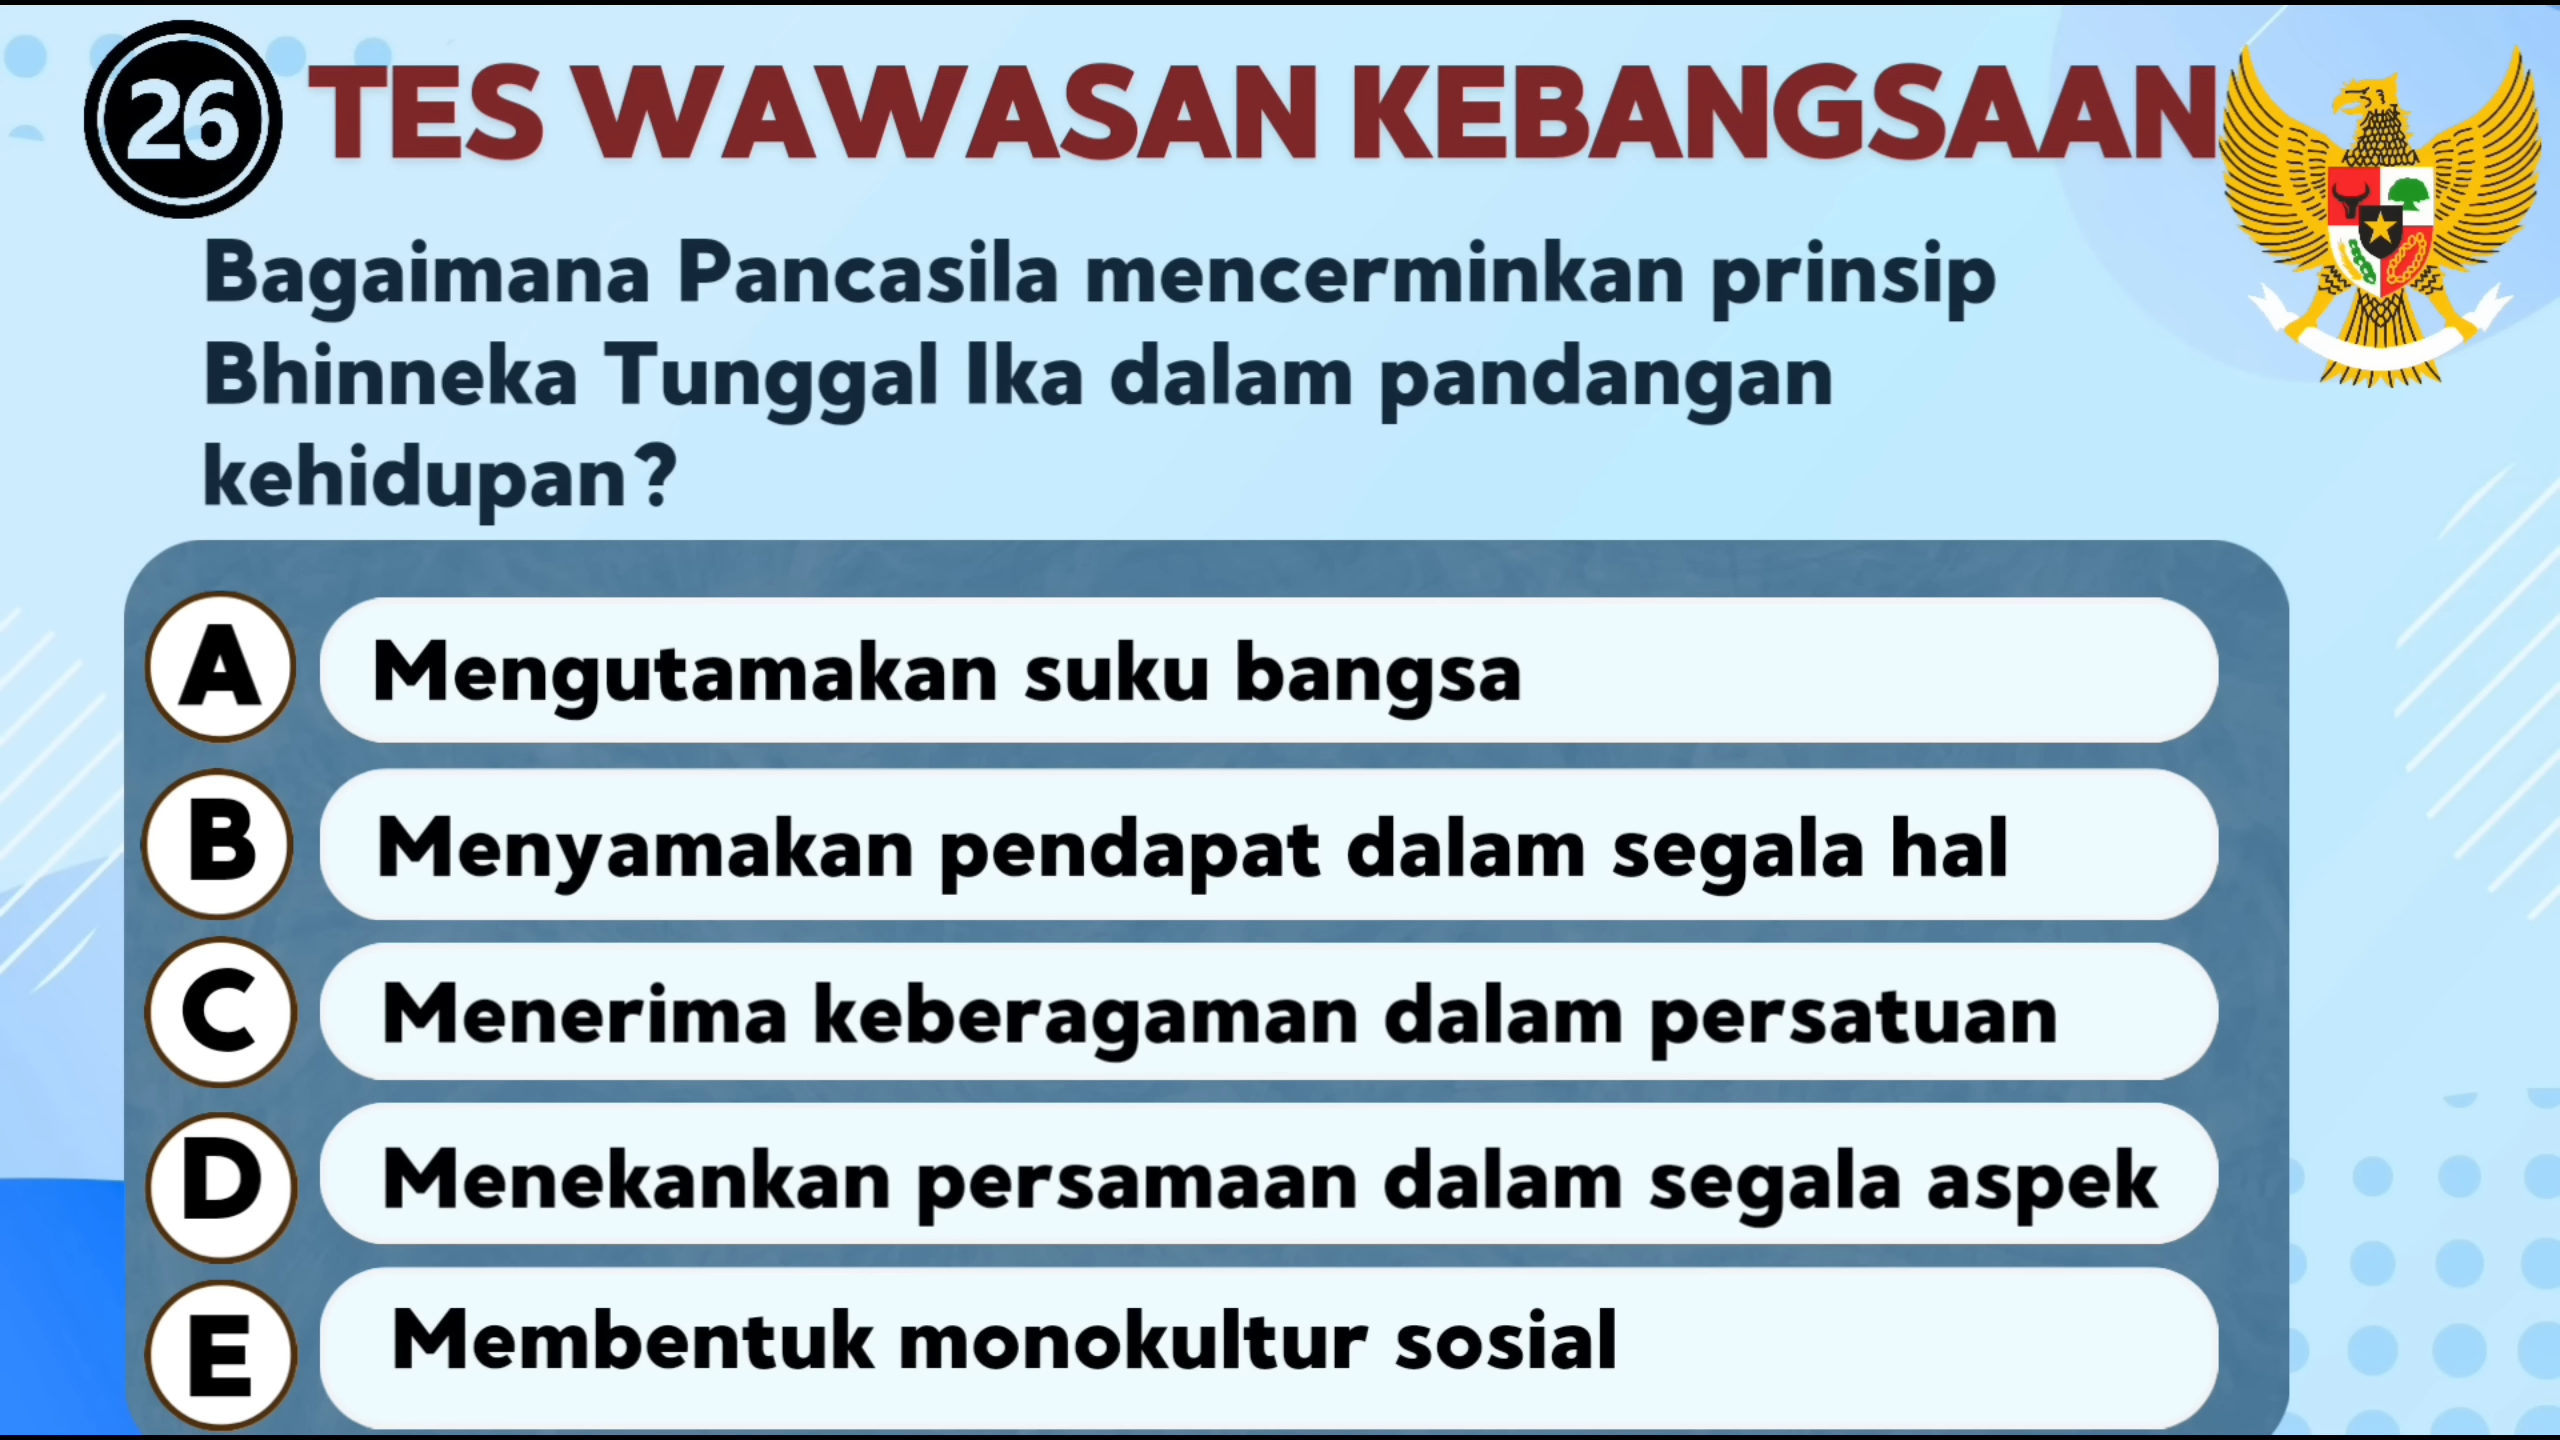 26 TES WAWASAN KEBANGSAAN
Bagaimana Pancasila mencerminkan prinsip
Bhinneka Tunggal Ika dalam pandangan
kehidupan?
A Mengutamakan suku bangsa
B Menyamakan pendapat dalam segala hal
C Menerima keberagaman dalam persatuan
D Menekankan persamaan dalam segala aspek
E Membentuk monokultur sosial